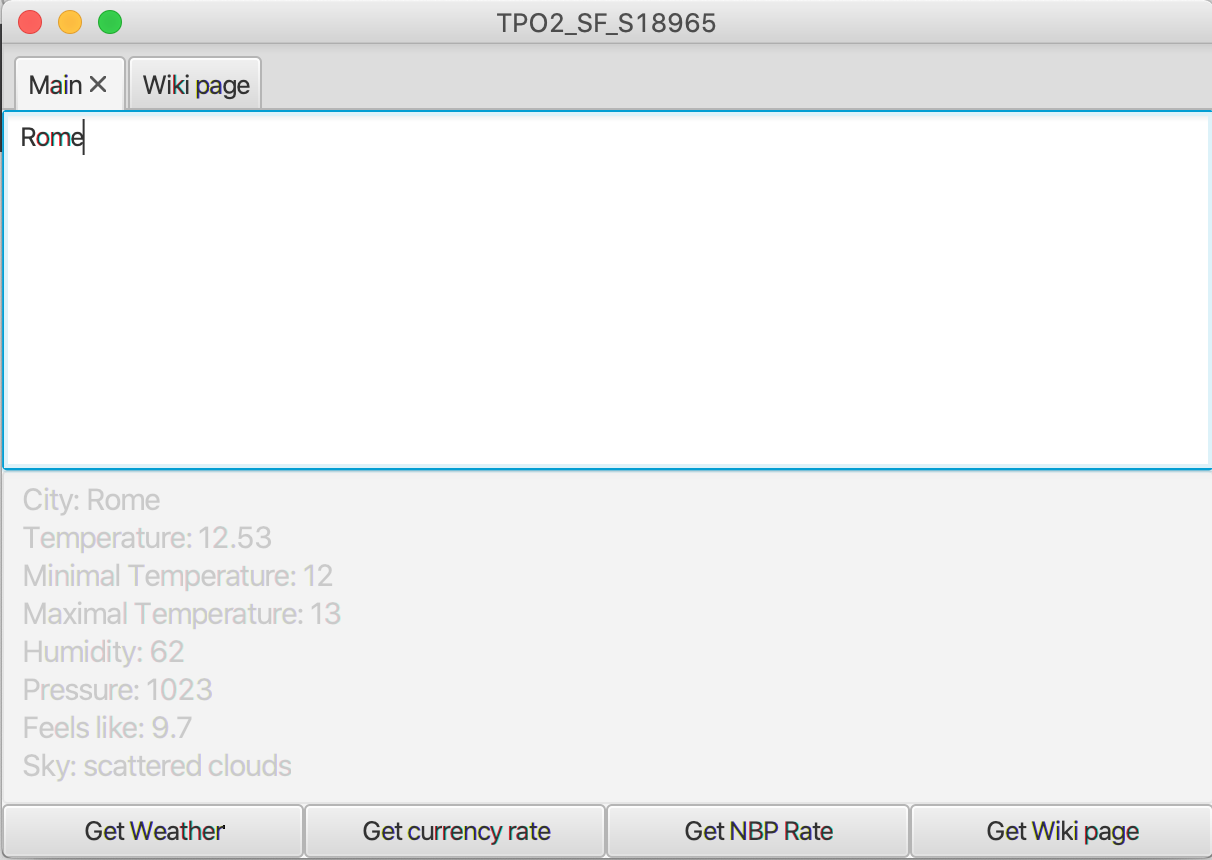 TPO2_SF_S18965
Main Wiki page
Rome
City: Rome
Temperature: 12.53
Minimal Temperature: 12
Maximal Temperature: 13
Humidity: 62
Pressure: 1023
Feels like: 9.7
Sky: scattered clouds
Get Weather Get currency rate Get NBP Rate Get Wiki page